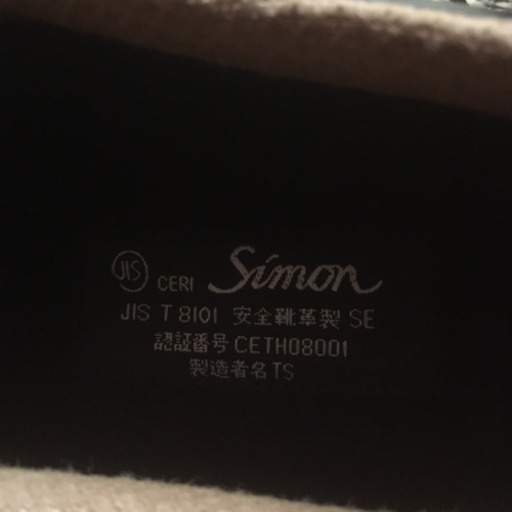 JIS CERI Simon
JIS T 8101 安全靴革製 SE
認証番号 CETH08001
製造者名 TS